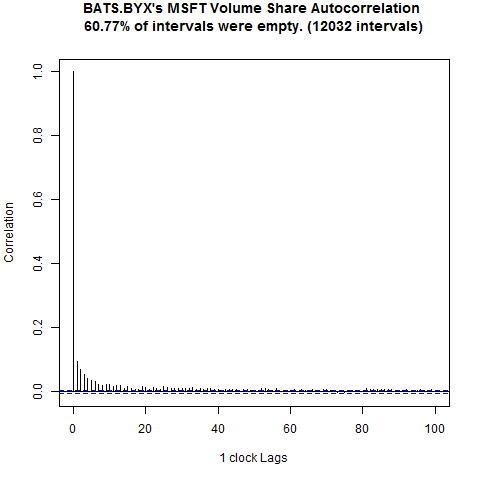 BATS.BYX's MSFT Volume Share Autocorrelation
60.77% of intervals were empty. (12032 intervals)
Correlation
1.0
0.8
0.6
0.4
0.2
0.0
0 20 40 60 80 100
1 clock Lags